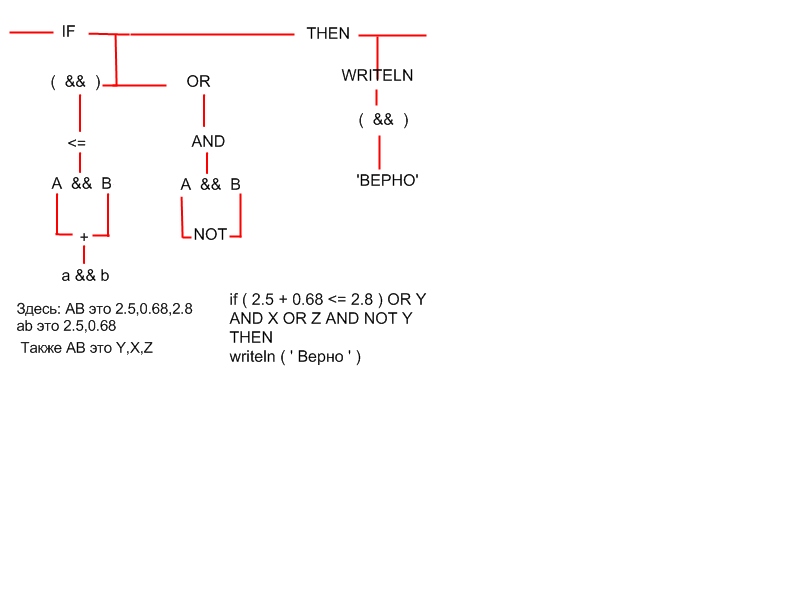 IF THEN
( && ) OR WRITELN
( && )
<= AND
A && B A && B 'ВЕРНО'
+ NOT
a && b
Здесь: АВ это 2.5,0.68,2.8
ab это 2.5,0.68
Также АВ это Y,X,Z
if ( 2.5 + 0.68 <= 2.8 ) OR Y
AND X OR Z AND NOT Y
THEN
writeln ( ' Верно ' )